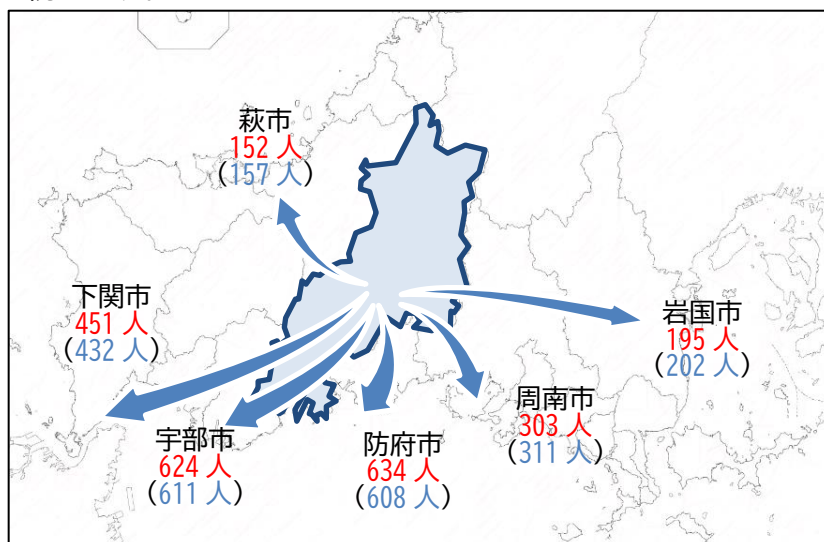 萩市
152 人
(157 人)
下関市
451 人
(432 人)
岩国市
195 人
(202 人)
周南市
303 人
(311 人)
宇部市
624 人
(611 人)
防府市
634 人
(608 人)